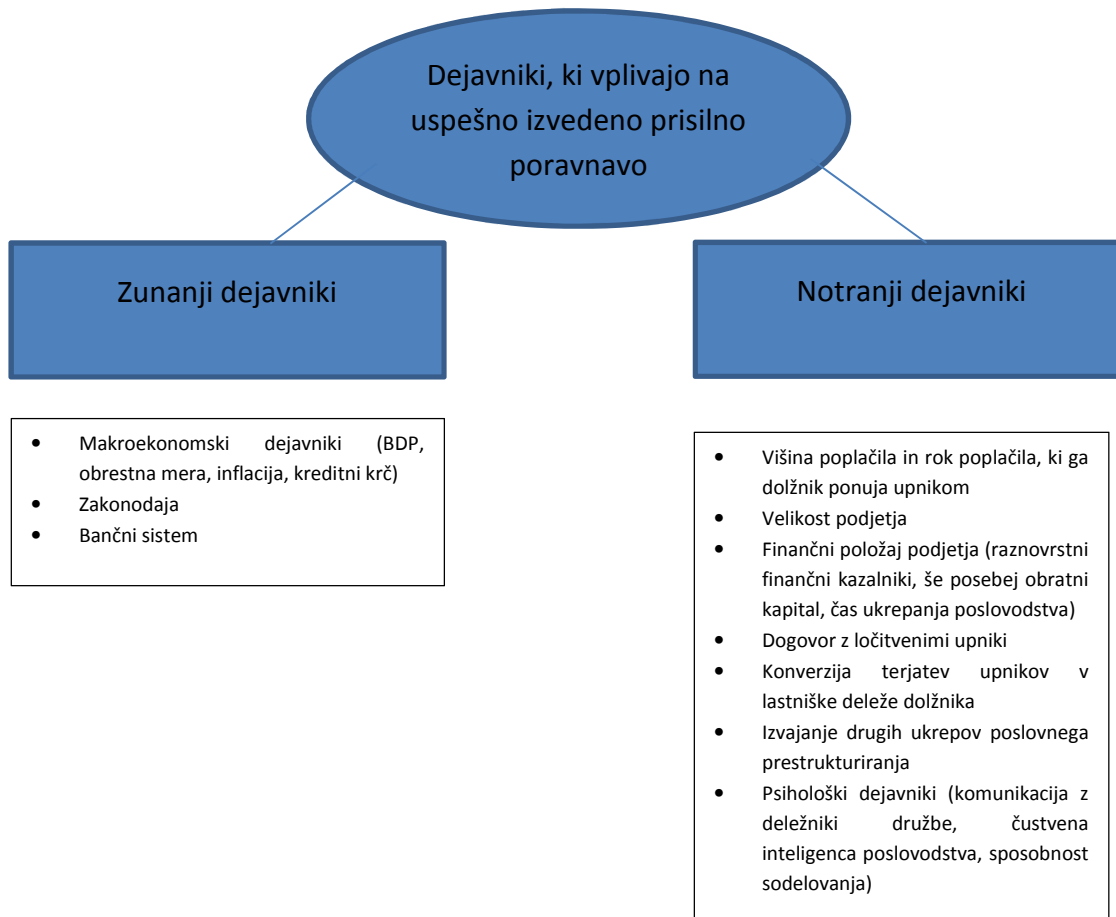 Dejavniki, ki vplivajo na
uspešno izvedeno prisilno
poravnavo
Zunanji dejavniki
Notranji dejavniki
• Makroekonomski dejavniki (BDP,
obrestna mera, inflacija, kreditni krč)
• Zakonodaja
• Bančni sistem
• Višina poplačila in rok poplačila, ki ga
dolžnik ponuja upnikom
• Velikost podjetja
• Finančni položaj podjetja (raznovrstni
finančni kazalniki, še posebej obratni
kapital, čas ukrepanja poslovodstva)
• Dogovor z ločitvenimi upniki
• Konverzija terjatev upnikov v
lastniške deleže dolžnika
• Izvajanje drugih ukrepov poslovnega
prestrukturiranja
• Psihološki dejavniki (komunikacija z
deležniki družbe, čustvena
inteligenca poslovodstva, sposobnost
sodelovanja)